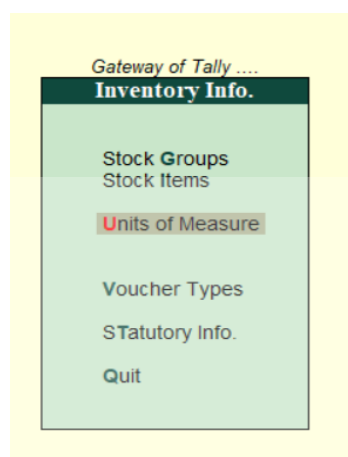 Gateway of Tally ....
Inventory Info.
Stock Groups
Stock Items
Units of Measure
Voucher Types
STatutory Info.
Quit